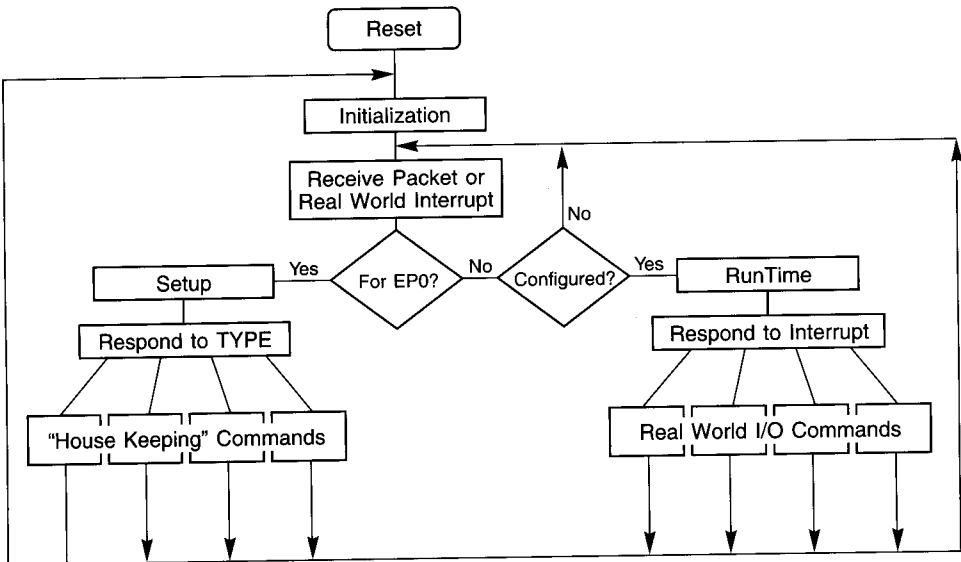 Reset
Initialization
Receive Packet or
Real World Interrupt
No
Yes
For EP0?
No
Configured?
Yes
Setup
RunTime
Respond to TYPE
Respond to Interrupt
“House Keeping” Commands
Real World I/O Commands